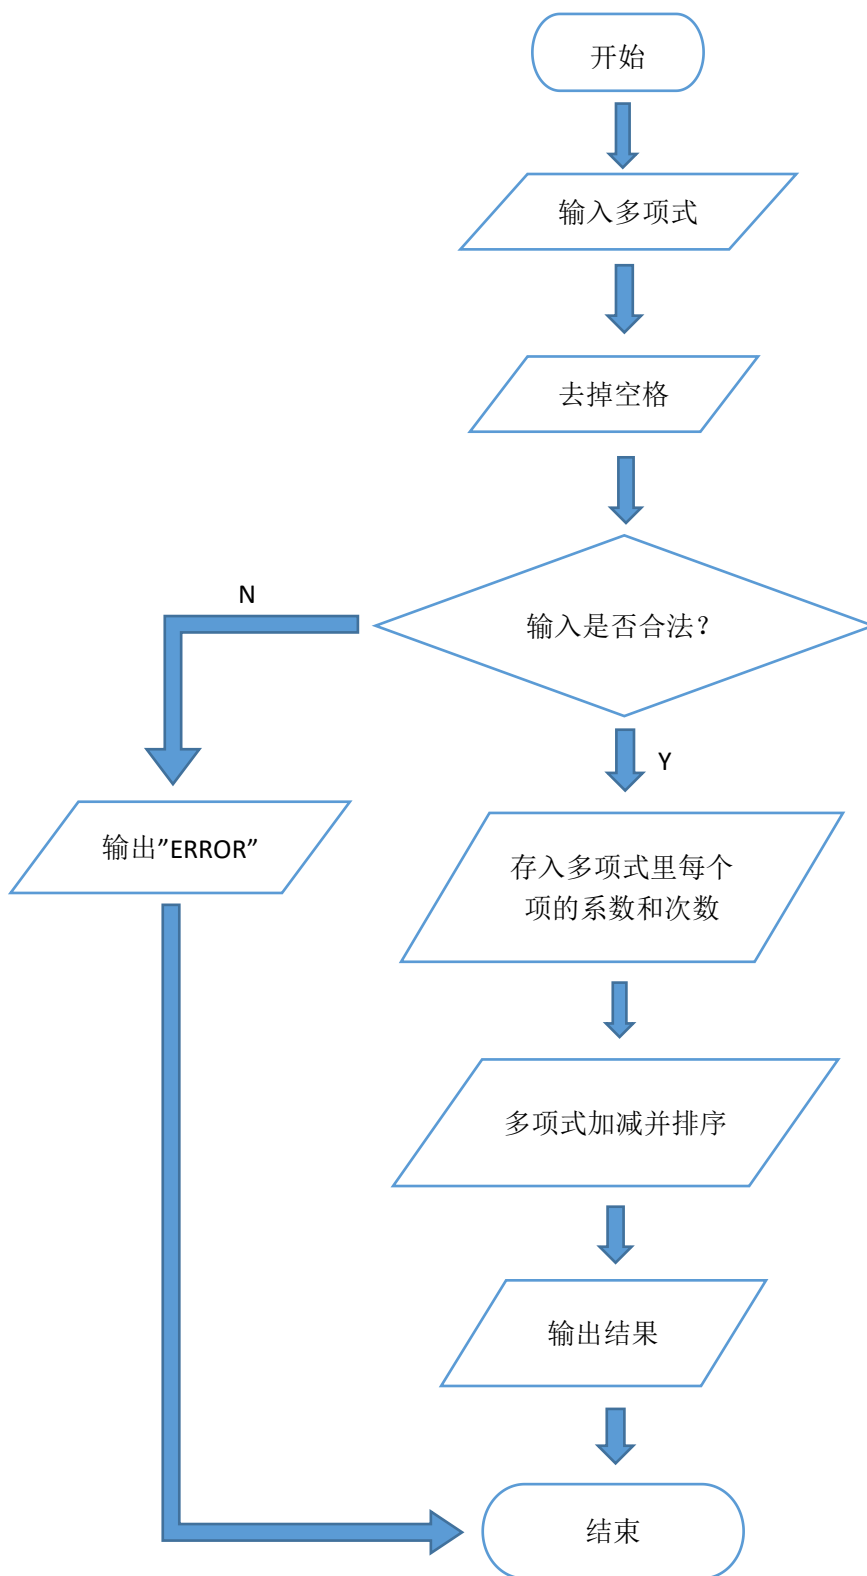 开始
输入多项式
去掉空格
N
输入是否合法？
Y
输出”ERROR”
存入多项式里每个
项的系数和次数
多项式加减并排序
输出结果
结束